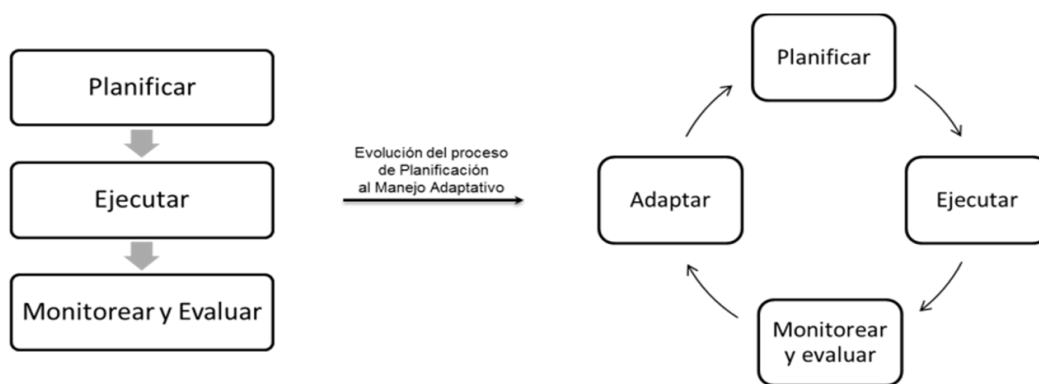 Planificar
Ejecutar
Monitorear y Evaluar
Evolución del proceso
de Planificación
al Manejo Adaptativo
Planificar
Adaptar
Ejecutar
Monitorear
y evaluar